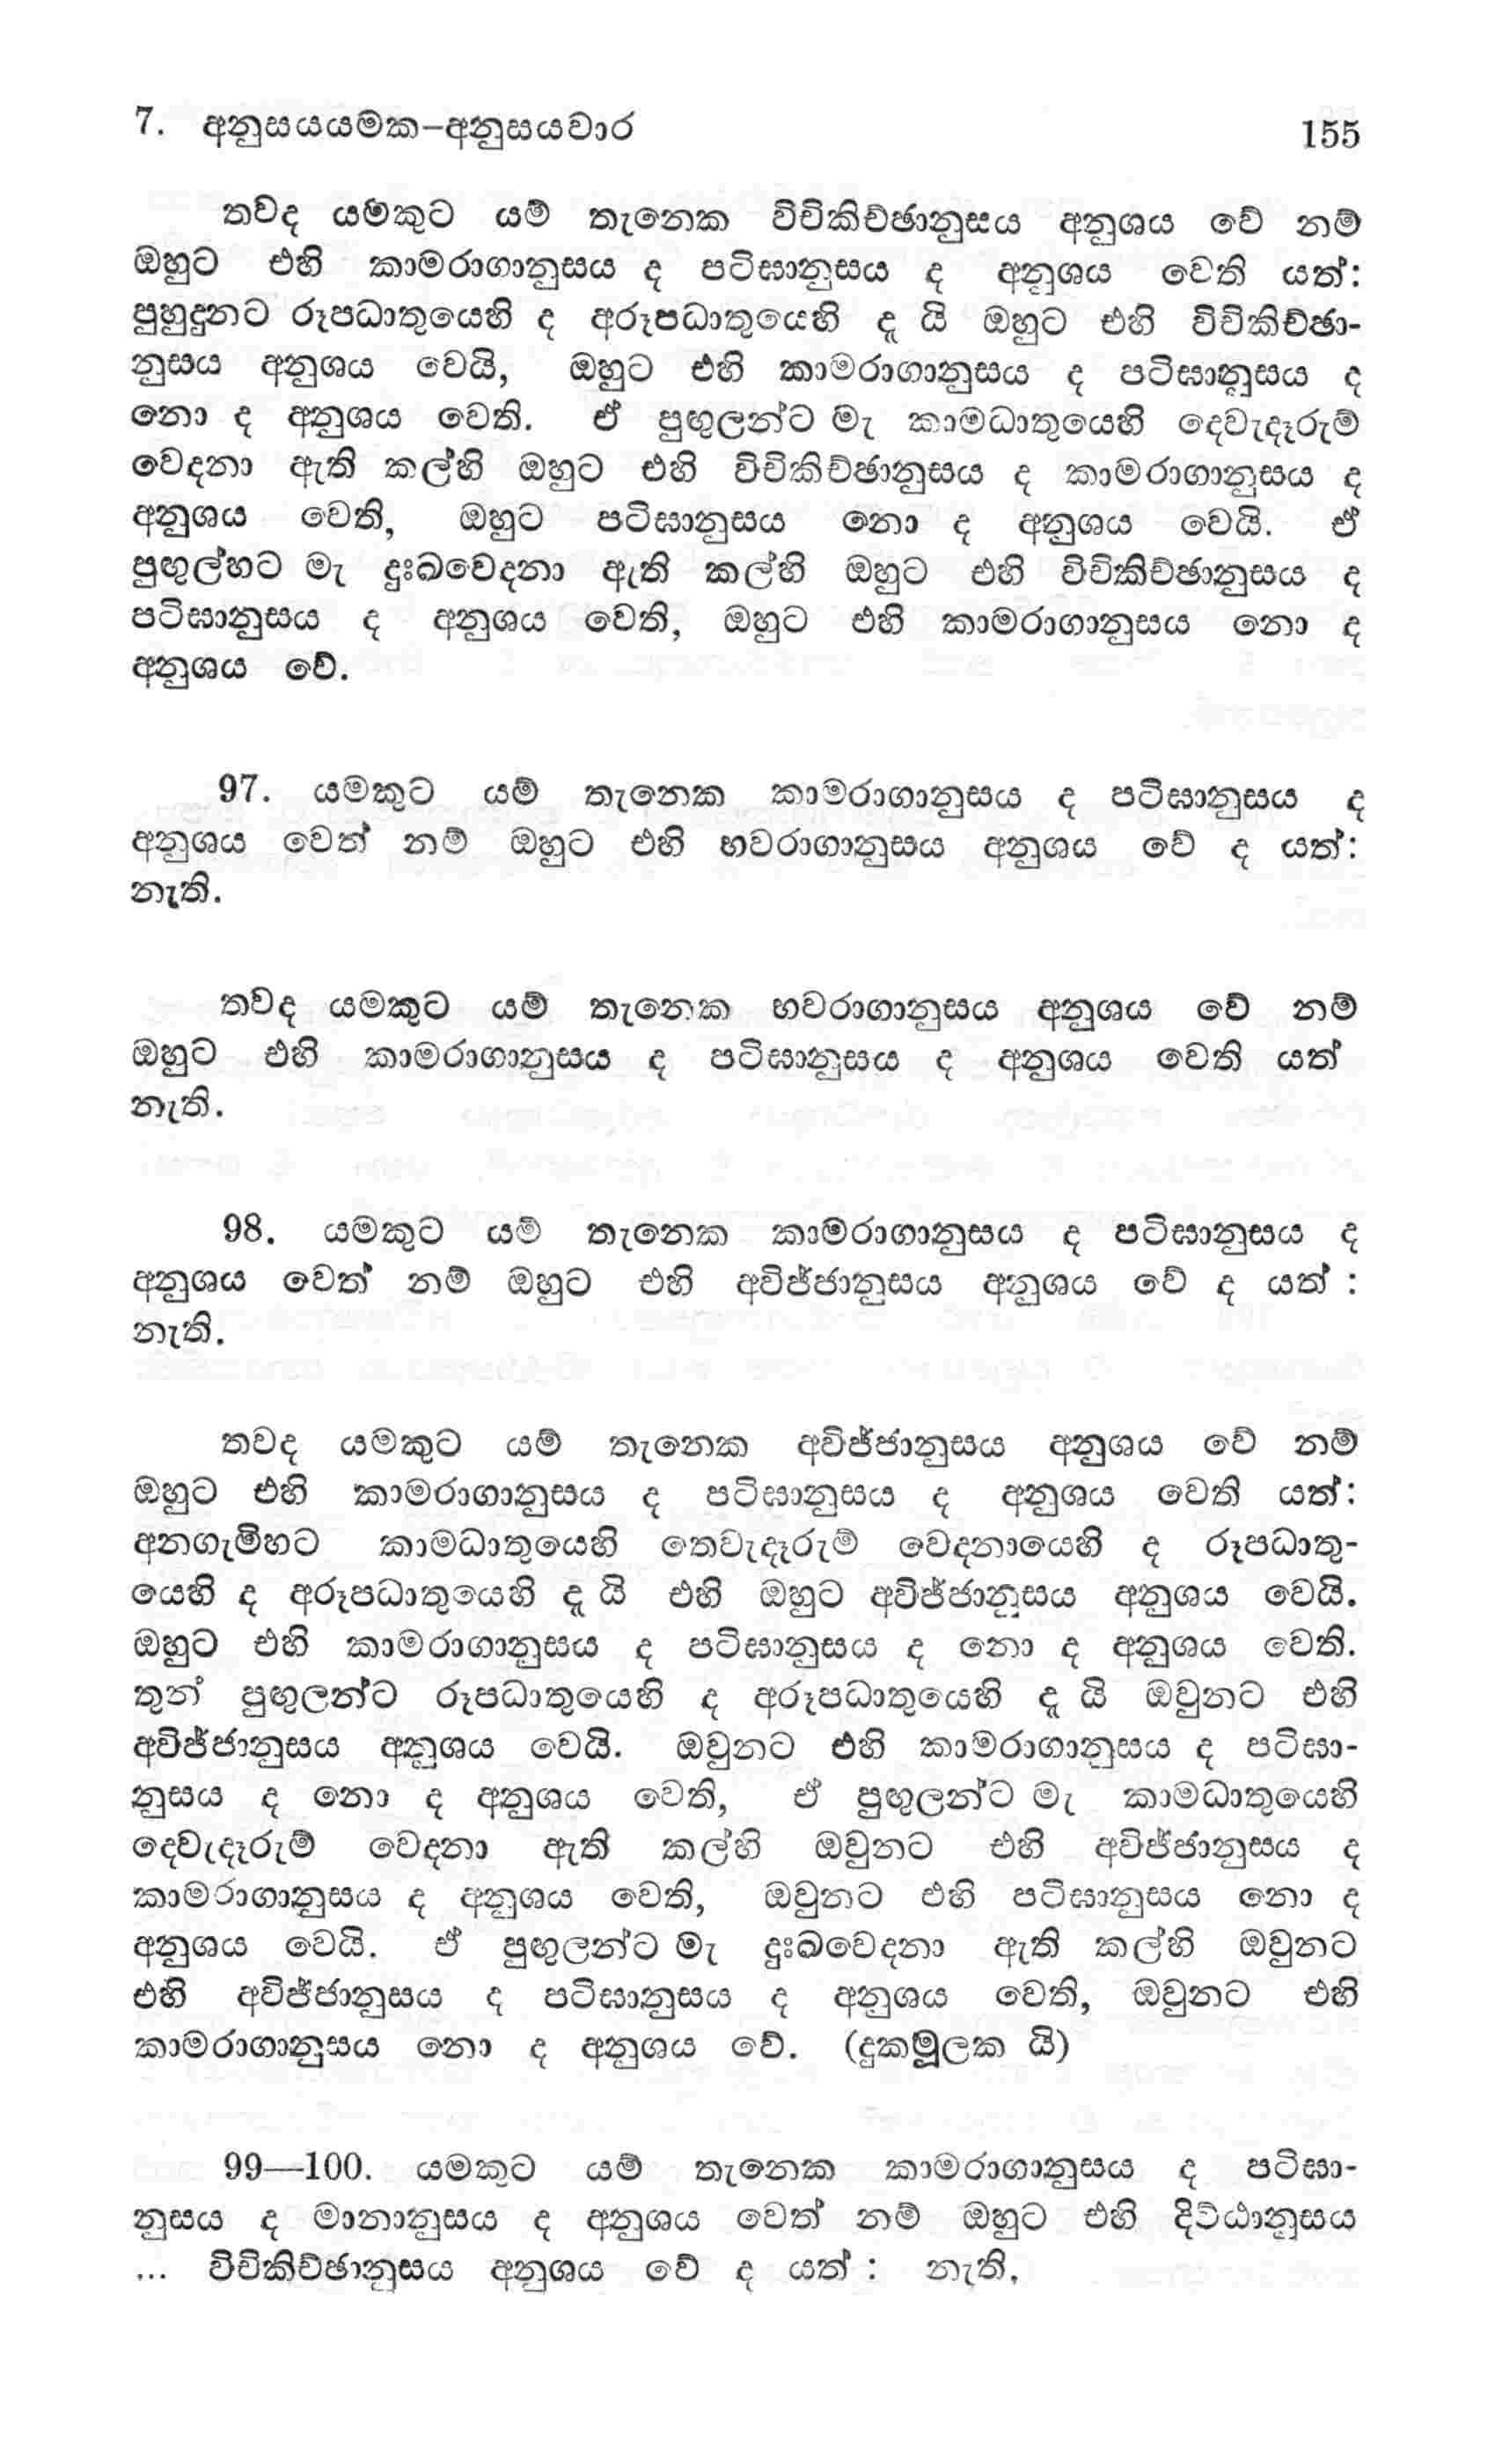 7. අනුසයයමක–අනුසයවාර
155
තවද යමකුට යම් තැනෙක විචිකිච්ඡානුසය අනුශය වේ නම්
ඔහුට එහි කාමරාගානුසය ද පටිඝානුසය ද අනුශය වෙති යත්:
පුහුදුනට රූපධාතුයෙහි ද අරූපධාතුයෙහි ද යි ඔහුට එහි විචිකිච්ඡා-
නුසය අනුශය වෙයි, ඔහුට එහි කාමරාගානුසය ද පටිඝානුසය ද
නො ද අනුශය වෙති. ඒ පුඟුලන්ට මැ කාමධාතුයෙහි දෙවැදෑරුම්
වෙදනා ඇති කල්හි ඔහුට එහි විචිකිච්ඡානුසය ද කාමරාගානුසය ද
අනුශය වෙති, ඔහුට පටිඝානුසය නො ද අනුශය වෙයි. ඒ
පුඟුල්හට මැ දුඃඛවෙදනා ඇති කල්හි ඔහුට එහි විචිකිච්ඡානුසය ද
පටිඝානුසය ද අනුශය වෙති, ඔහුට එහි කාමරාගානුසය නො ද
අනුශය වේ.
97. යමකුට යම් තැනෙක කාමරාගානුසය ද පටිඝානුසය ද
අනුශය වෙත් නම් ඔහුට එහි භවරාගානුසය අනුශය වේ ද යත්:
නැති.
තවද යමකුට යම් තැනෙක භවරාගානුසය අනුශය වේ නම්
ඔහුට එහි කාමරාගානුසය ද පටිඝානුසය ද අනුශය වෙති යත්
නැති.
98. යමකුට යම් තැනෙක කාමරාගානුසය ද පටිඝානුසය ද
අනුශය වෙත් නම් ඔහුට එහි අවිජ්ජානුසය අනුශය වේ ද යත් :
නැති.
තවද යමකුට යම් තැනෙක අවිජ්ජානුසය අනුශය වේ නම්
ඔහුට එහි කාමරාගානුසය ද පටිඝානුසය ද අනුශය වෙති යත්:
අනගැමිහට කාමධාතුයෙහි තෙවැදෑරුම් වෙදනායෙහි ද රූපධාතු-
යෙහි ද අරූපධාතුයෙහි ද යි එහි ඔහුට අවිජ්ජානුසය අනුශය වෙයි.
ඔහුට එහි කාමරාගානුසය ද පටිඝානුසය ද නො ද අනුශය වෙති.
තුන් පුඟුලන්ට රූපධාතුයෙහි ද අරූපධාතුයෙහි ද යි ඔවුනට එහි
අවිජ්ජානුසය අනුශය වෙයි. ඔවුනට එහි කාමරාගානුසය ද පටිඝා-
නුසය ද නො ද අනුශය වෙති, ඒ පුඟුලන්ට මැ කාමධාතුයෙහි
දෙවැදෑරුම් වෙදනා ඇති කල්හි ඔවුනට එහි අවිජ්ජානුසය ද
කාමරාගානුසය ද අනුශය වෙති, ඔවුනට එහි පටිඝානුසය නො ද
අනුශය වෙයි. ඒ පුඟුලන්ට මැ දුඃඛවෙදනා ඇති කල්හි ඔවුනට
එහි අවිජ්ජානුසය ද පටිඝානුසය ද අනුශය වෙති, ඔවුනට එහි
කාමරාගානුසය නො ද අනුශය වේ. (දුකමූලක යි)
99—100. යමකුට යම් තැනෙක කාමරාගානුසය ද පටිඝා-
නුසය ද මානානුසය ද අනුශය වෙත් නම් ඔහුට එහි දිට්ඨානුසය
... විචිකිච්ඡානුසය අනුශය වේ ද යත් : නැති.